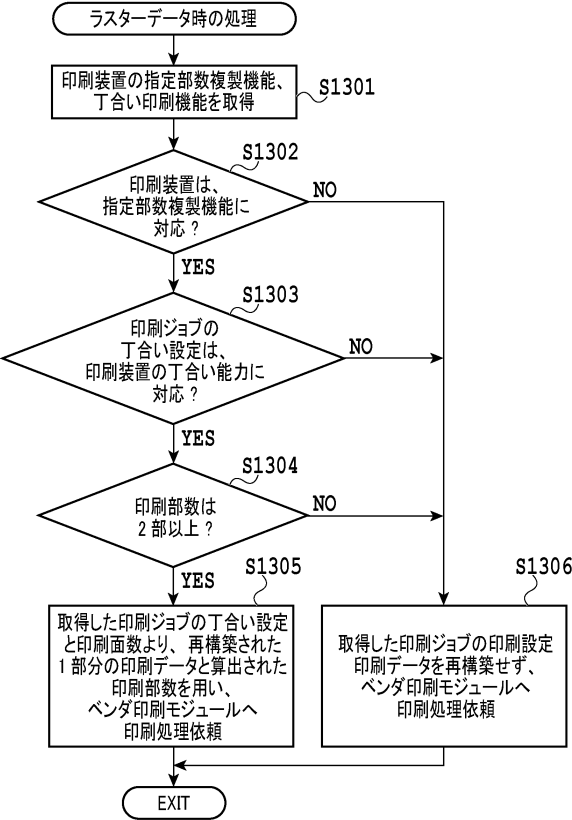 ラスターデータ時の処理
印刷装置の指定部数複製機能、
丁合い印刷機能を取得
S1301
S1302
印刷装置は、
指定部数複製機能に
対応？
NO
YES
S1303
印刷ジョブの
丁合い設定は、
印刷装置の丁合い能力に
対応？
NO
YES
S1304
印刷部数は
2部以上？
NO
YES
S1305
取得した印刷ジョブの丁合い設定
と印刷面数より、再構築された
1部分の印刷データと算出された
印刷部数を用い、
ベンダ印刷モジュールへ
印刷処理依頼
S1306
取得した印刷ジョブの印刷設定
印刷データを再構築せず、
ベンダ印刷モジュールへ
印刷処理依頼
EXIT